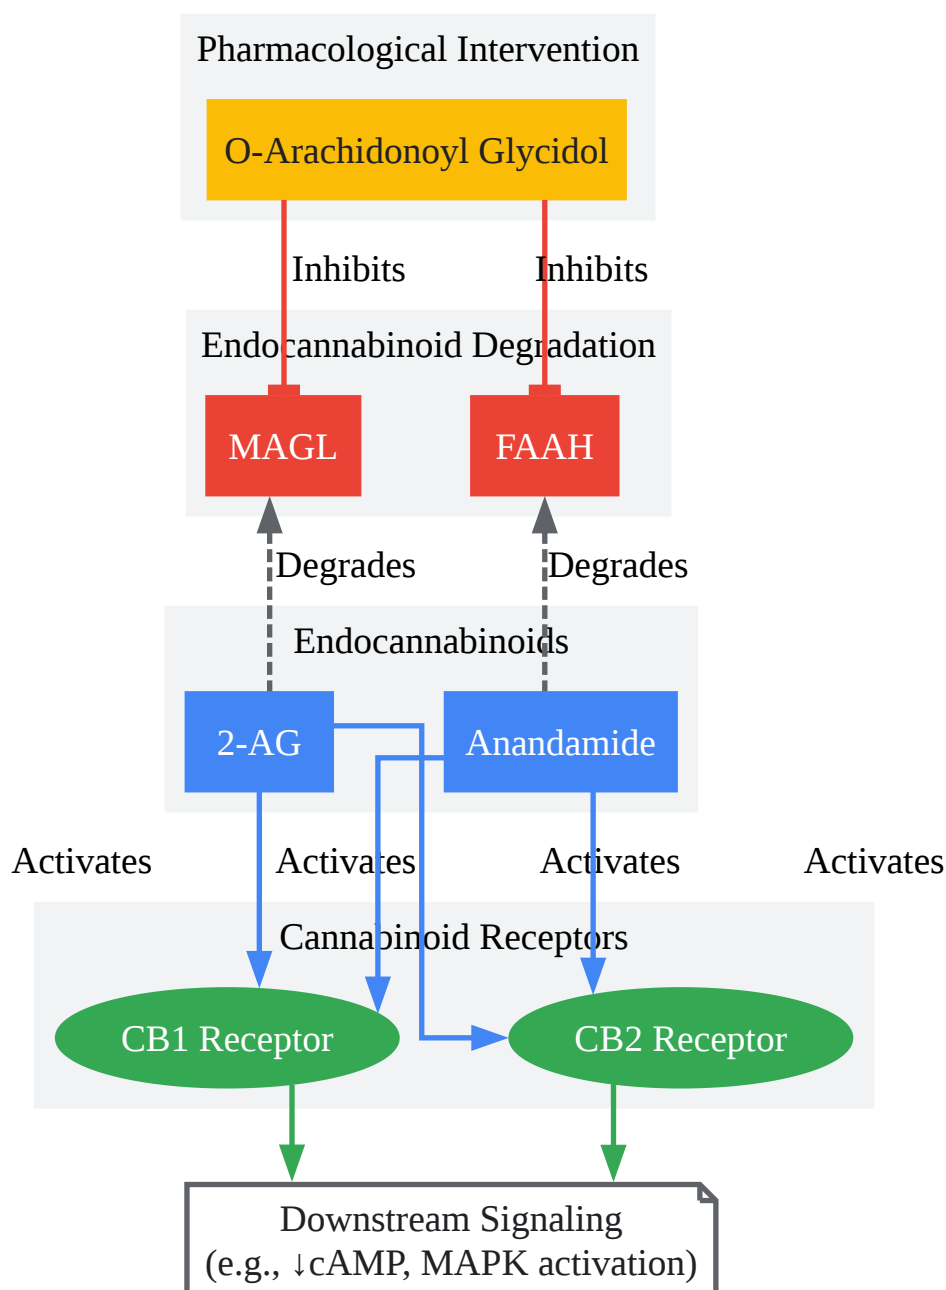 Pharmacological Intervention
O-Arachidonoyl Glycidol
Inhibits
Inhibits
Endocannabinoid Degradation
MAGL
FAAH
Degrades
Degrades
Endocannabinoids
2-AG
Anandamide
Activates
Activates
Activates
Activates
Cannabinoid Receptors
CB1 Receptor
CB2 Receptor
Downstream Signaling
(e.g., ↓cAMP, MAPK activation)